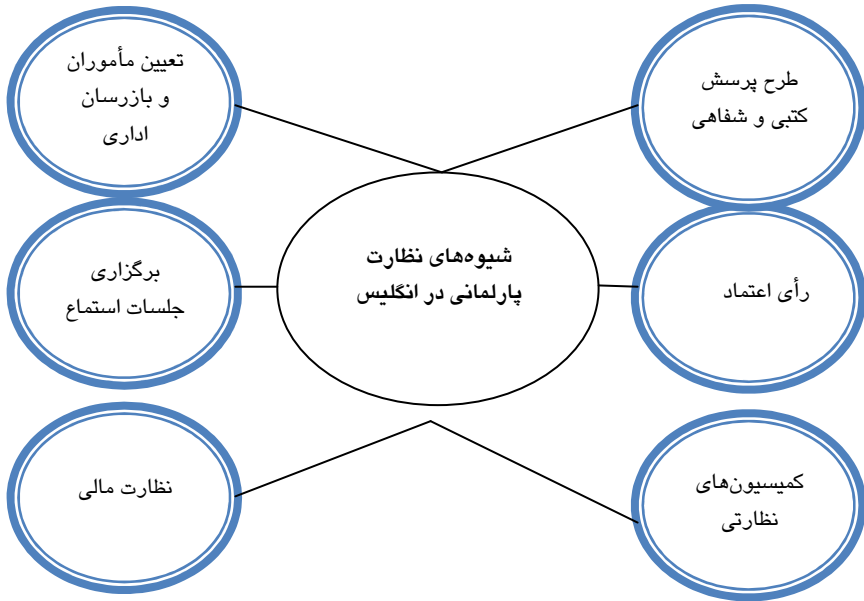 طرح پرسش
کتبی و شفاهی
تعیین مأموران
و بازرسان
اداری
شیوه‌های نظارت
پارلمانی در انگلیس
رأی اعتماد
برگزاری
جلسات استماع
کمیسیون‌های
نظارتی
نظارت مالی